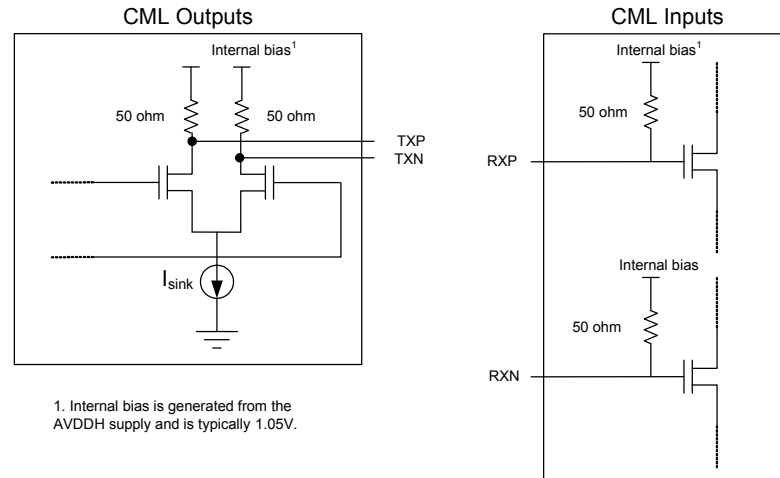 CML Outputs
Internal bias1
50 ohm
50 ohm
TXP
TXN
Isink
1. Internal bias is generated from the
AVDDH supply and is typically 1.05V.
CML Inputs
Internal bias1
50 ohm
RXP
Internal bias
50 ohm
RXN